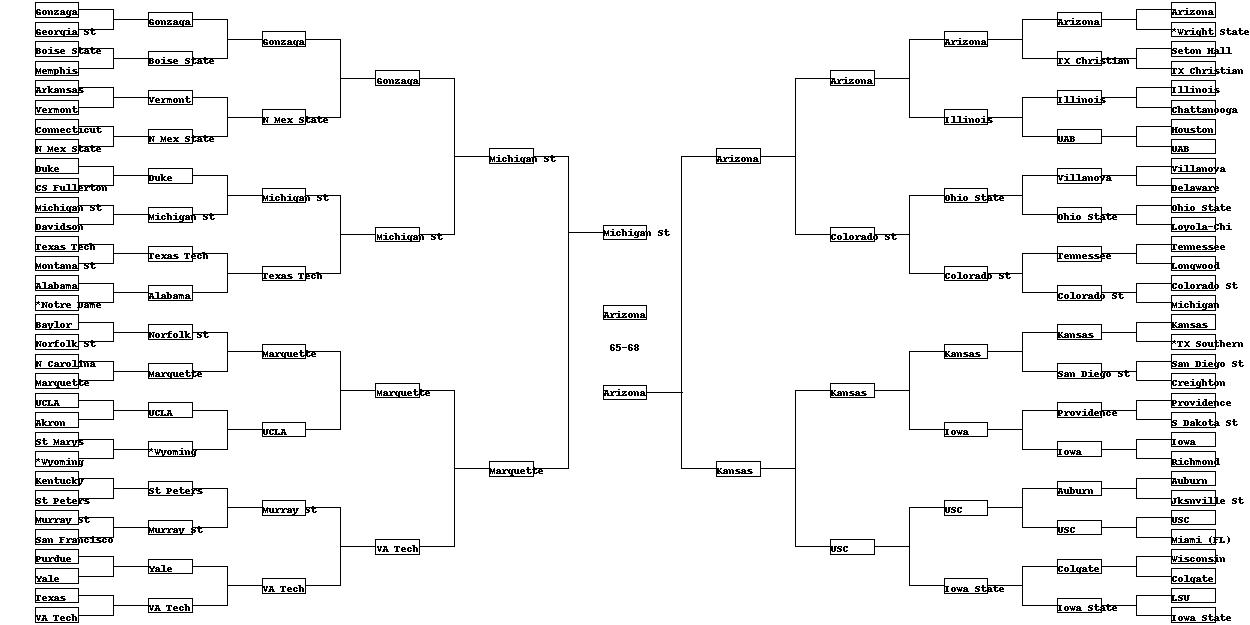 Gonzaga
Georgia St
Boise State
Memphis
Arkansas
Vermont
Connecticut
N Mex State
Duke
CS Fullerton
Michigan St
Davidson
Texas Tech
Montana St
Alabama
*Notre Dame
Baylor
Norfolk St
N Carolina
Marquette
UCLA
Akron
St Marys
*Wyoming
Kentucky
St Peters
Murray St
San Francisco
Purdue
Yale
Texas
VA Tech
Gonzaga
Boise State
Vermont
N Mex State
Duke
Michigan St
Texas Tech
Alabama
Norfolk St
Marquette
UCLA
*Wyoming
St Peters
Murray St
Yale
VA Tech
Gonzaga
N Mex State
Michigan St
Texas Tech
Marquette
UCLA
Murray St
VA Tech
Gonzaga
Michigan St
Marquette
VA Tech
Michigan St
Marquette
Michigan St
Arizona
65-68
Arizona
Arizona
Kansas
Arizona
Colorado St
Kansas
USC
Arizona
Illinois
Ohio State
Colorado St
Kansas
Iowa
USC
Iowa State
Arizona
TX Christian
Illinois
UAB
Villanova
Ohio State
Tennessee
Colorado St
Kansas
San Diego St
Providence
Iowa
Auburn
USC
Colgate
Iowa State
Arizona
*Wright State
Seton Hall
TX Christian
Illinois
Chattanooga
Houston
UAB
Villanova
Delaware
Ohio State
Loyola-Chi
Tennessee
Longwood
Colorado St
Michigan
Kansas
*TX Southern
San Diego St
Creighton
Providence
S Dakota St
Iowa
Richmond
Auburn
Jksnville St
USC
Miami (FL)
Wisconsin
Colgate
LSU
Iowa State